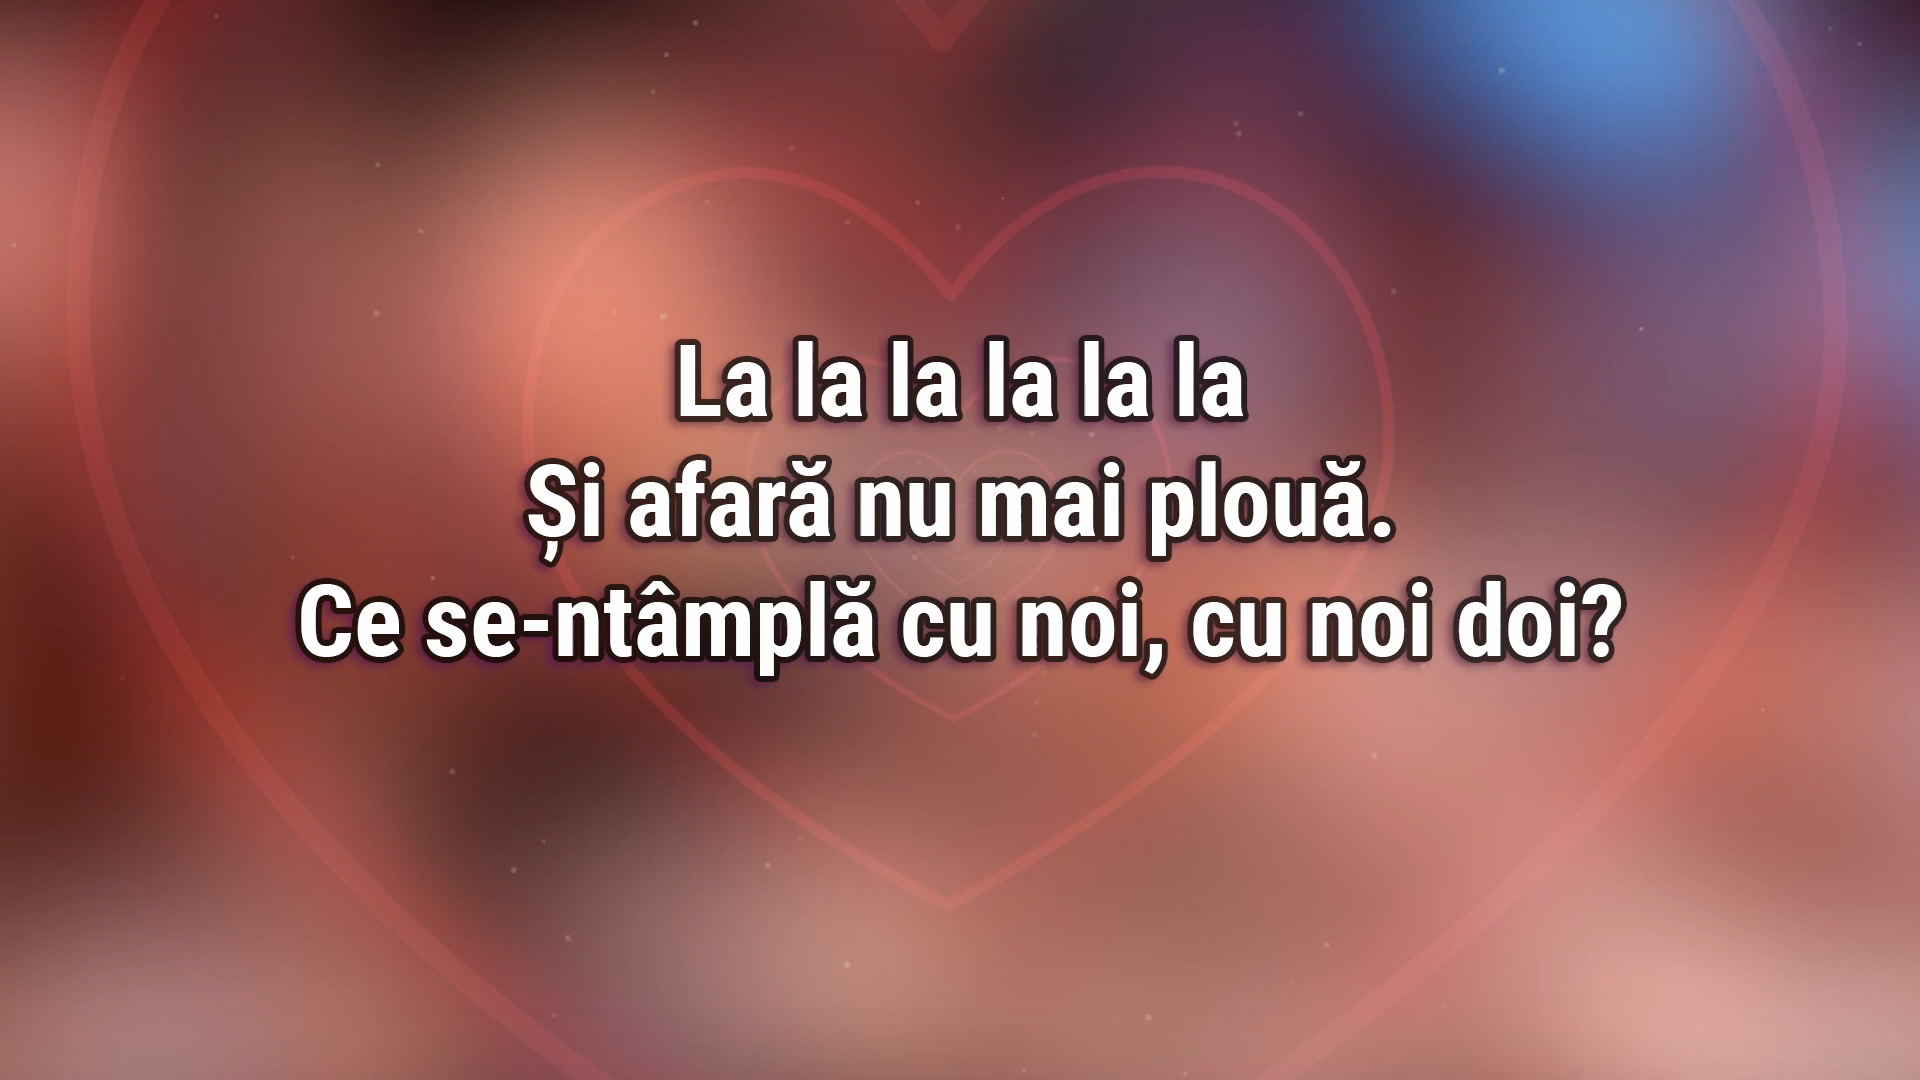 La la la la la la
Și afară nu mai plouă.
Ce se-ntâmplă cu noi, cu noi doi?